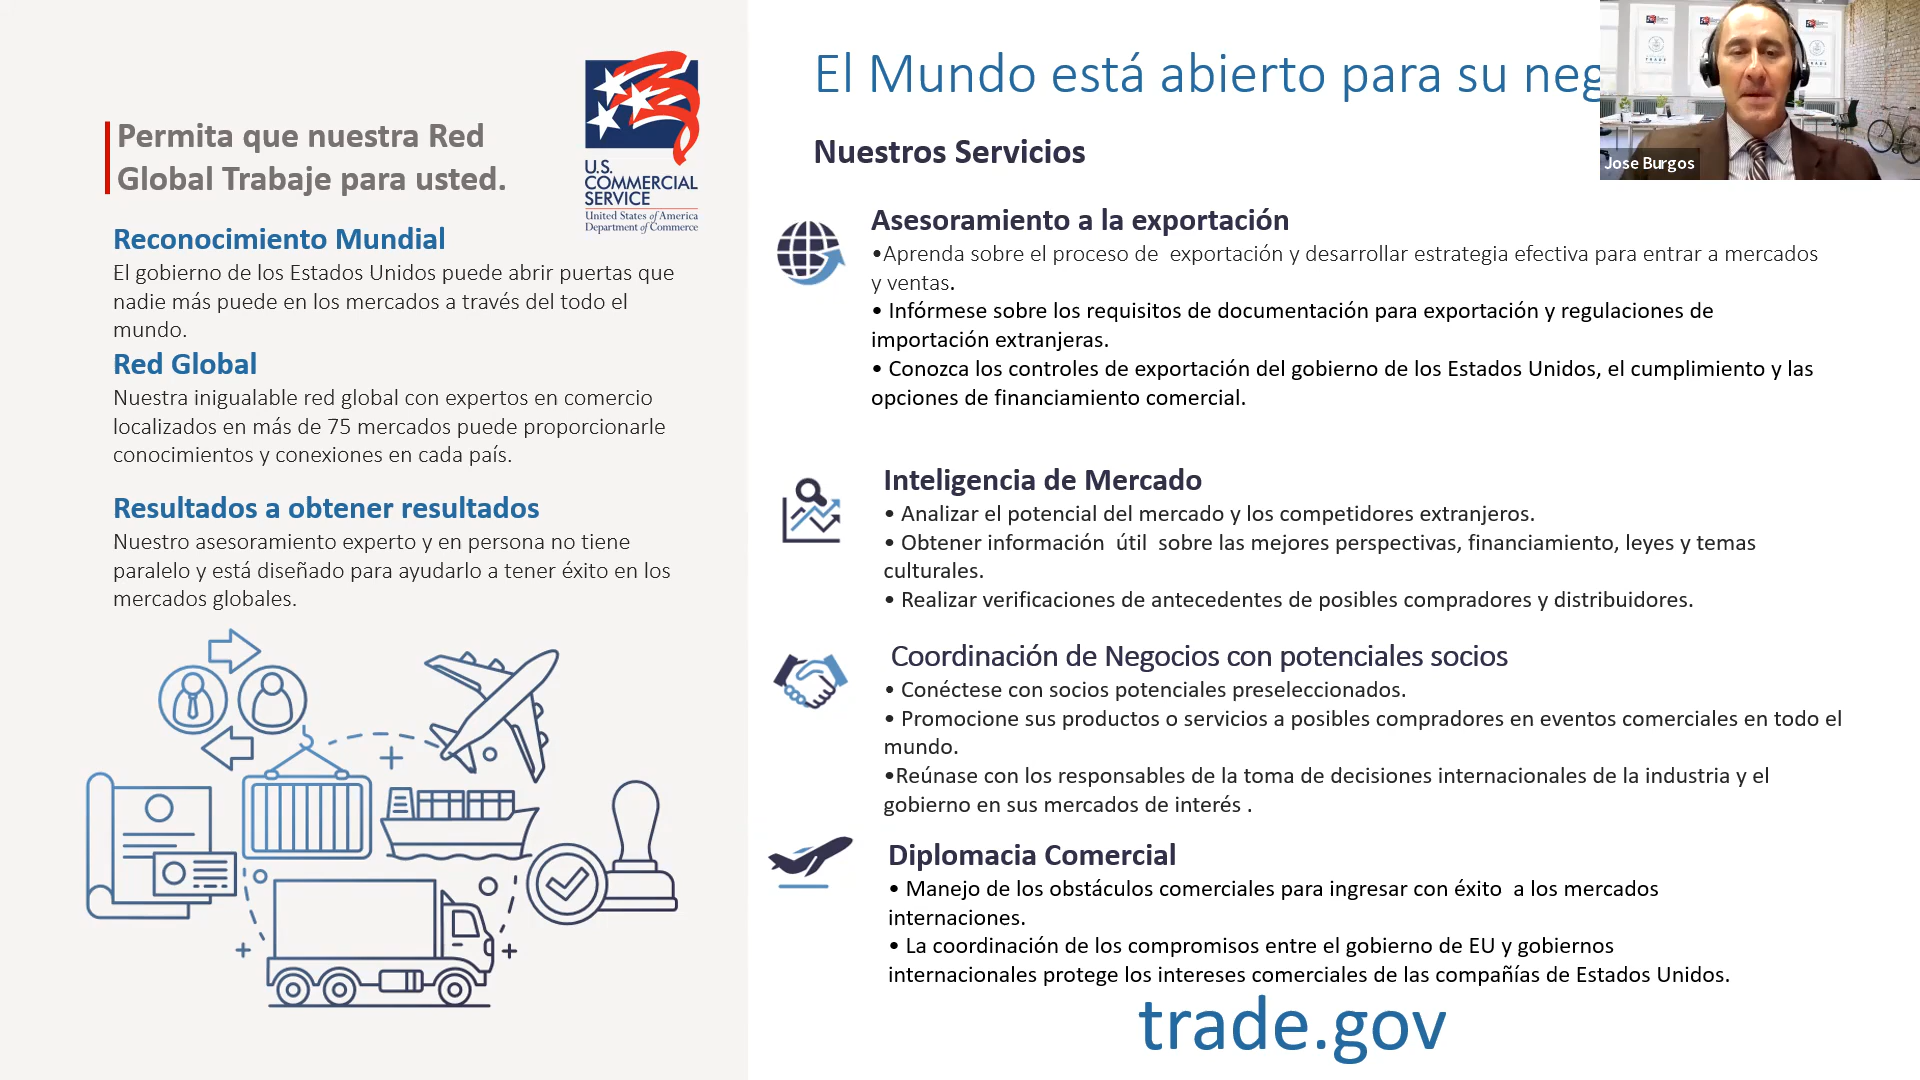 Permita que nuestra Red
Global Trabaje para usted.
U.S.
COMMERCIAL
SERVICE
United States of America
Department of Commerce
Reconocimiento Mundial
El gobierno de los Estados Unidos puede abrir puertas que
nadie más puede en los mercados a través del todo el
mundo.
Red Global
Nuestra inigualable red global con expertos en comercio
localizados en más de 75 mercados puede proporcionarle
conocimientos y conexiones en cada país.
Resultados a obtener resultados
Nuestro asesoramiento experto y en persona no tiene
paralelo y está diseñado para ayudarlo a tener éxito en los
mercados globales.
El Mundo está abierto para su neg
Nuestros Servicios
Asesoramiento a la exportación
•Aprenda sobre el proceso de  exportación y desarrollar estrategia efectiva para entrar a mercados
y ventas.
• Infórmese sobre los requisitos de documentación para exportación y regulaciones de
importación extranjeras.
• Conozca los controles de exportación del gobierno de los Estados Unidos, el cumplimiento y las
opciones de financiamiento comercial.
Inteligencia de Mercado
• Analizar el potencial del mercado y los competidores extranjeros.
• Obtener información  útil  sobre las mejores perspectivas, financiamiento, leyes y temas
culturales.
• Realizar verificaciones de antecedentes de posibles compradores y distribuidores.
Coordinación de Negocios con potenciales socios
• Conéctese con socios potenciales preseleccionados.
• Promocione sus productos o servicios a posibles compradores en eventos comerciales en todo el
mundo.
•Reúnase con los responsables de la toma de decisiones internacionales de la industria y el
gobierno en sus mercados de interés .
Diplomacia Comercial
• Manejo de los obstáculos comerciales para ingresar con éxito  a los mercados
internaciones.
• La coordinación de los compromisos entre el gobierno de EU y gobiernos
internacionales protege los intereses comerciales de las compañías de Estados Unidos.
trade.gov
Jose Burgos